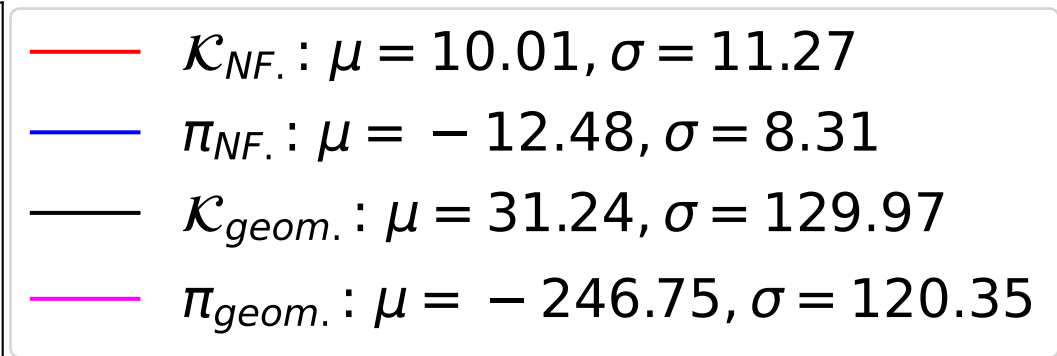 𝒦_{NF.}: μ = 10.01, σ = 11.27
π_{NF.}: μ = −12.48, σ = 8.31
𝒦_{geom.}: μ = 31.24, σ = 129.97
π_{geom.}: μ = −246.75, σ = 120.35